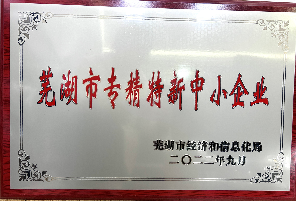 芜湖市专精特新中小企业
芜湖市经济和信息化局
二〇二二年九月